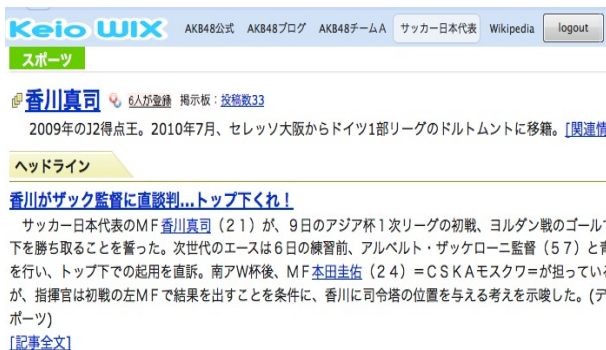 Keio WIX AKB48公式 AKB48ブログ AKB48チームA サッカー日本代表 Wikipedia logout
スポーツ
香川真司 6人が登録 掲示板：投稿数33
2009年のJ2得点王。2010年7月、セレッソ大阪からドイツ1部リーグのドルトムントに移籍。[関連情
ヘッドライン
香川がザック監督に直談判...トップ下くれ！
サッカー日本代表のMF香川真司（21）が、9日のアジア杯1次リーグの初戦、ヨルダン戦のゴールで
下を勝ち取ることを誓った。次世代のエースは6日の練習前、アルベルト・ザッケローニ監督（57）と青
を行い、トップ下での起用を直訴。南アW杯後、MF本田圭佑（24）＝CSKAモスクワ＝が担っている
が、指揮官は初戦の左MFで結果を出すことを条件に、香川に司令塔の位置を与える考えを示唆した。(デ
ポーツ)
[記事全文]